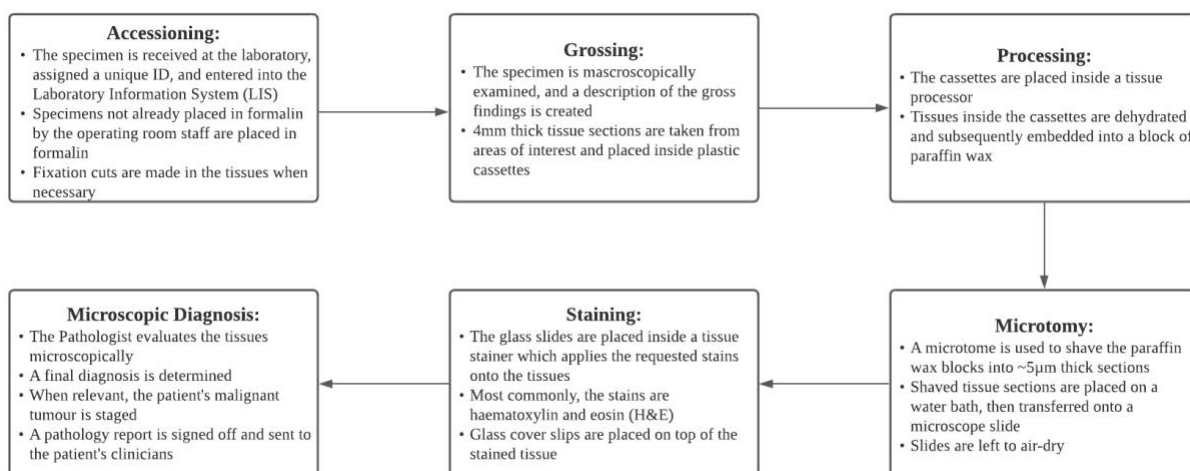 Accessioning:
• The specimen is received at the laboratory,
assigned a unique ID, and entered into the
Laboratory Information System (LIS)
• Specimens not already placed in formalin
by the operating room staff are placed in
formalin
• Fixation cuts are made in the tissues when
necessary
Grossing:
• The specimen is mascroscopically
examined, and a description of the gross
findings is created
• 4mm thick tissue sections are taken from
areas of interest and placed inside plastic
cassettes
Processing:
• The cassettes are placed inside a tissue
processor
• Tissues inside the cassettes are dehydrated
and subsequently embedded into a block of
paraffin wax
Microtomy:
• A microtome is used to shave the paraffin
wax blocks into ~5μm thick sections
• Shaved tissue sections are placed on a
water bath, then transferred onto a
microscope slide
• Slides are left to air-dry
Staining:
• The glass slides are placed inside a tissue
stainer which applies the requested stains
onto the tissues
• Most commonly, the stains are
haematoxylin and eosin (H&E)
• Glass cover slips are placed on top of the
stained tissue
Microscopic Diagnosis:
• The Pathologist evaluates the tissues
microscopically
• A final diagnosis is determined
• When relevant, the patient's malignant
tumour is staged
• A pathology report is signed off and sent to
the patient's clinicians